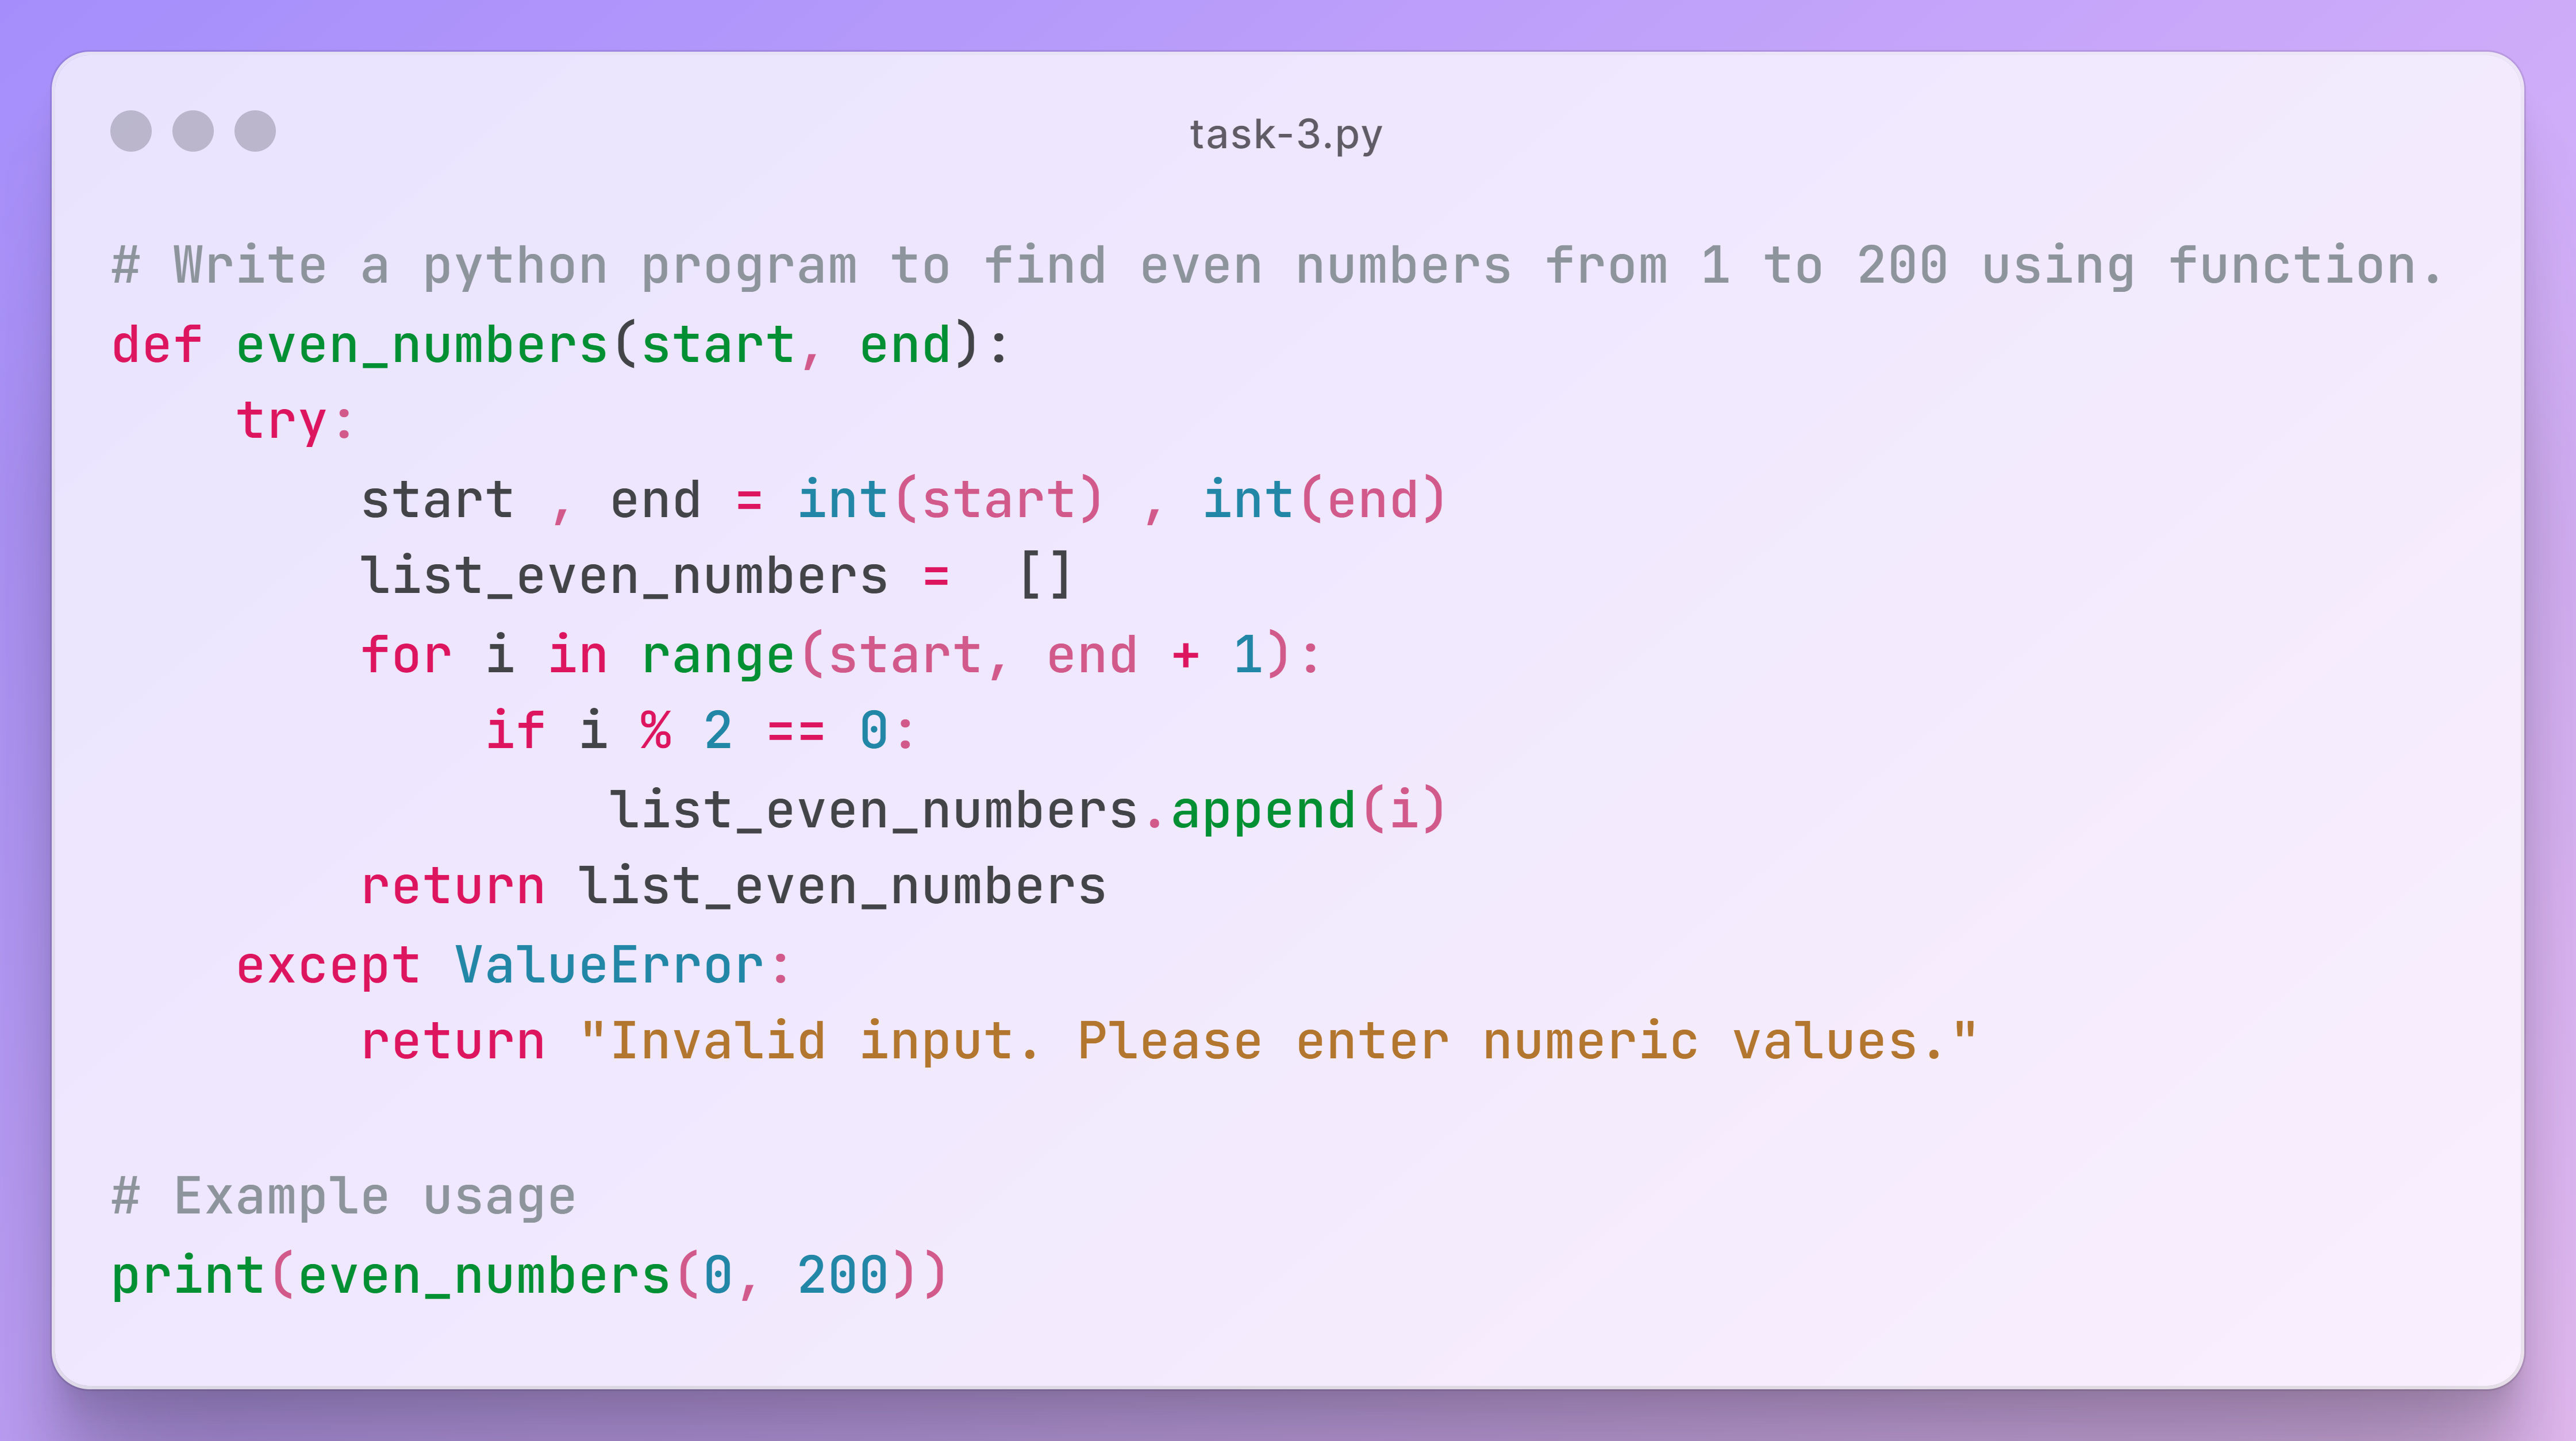 task-3.py
# Write a python program to find even numbers from 1 to 200 using function.
def even_numbers(start, end):
    try:
        start , end = int(start) , int(end)
        list_even_numbers =  []
        for i in range(start, end + 1):
            if i % 2 == 0:
                list_even_numbers.append(i)
        return list_even_numbers
    except ValueError:
        return "Invalid input. Please enter numeric values."

# Example usage
print(even_numbers(0, 200))